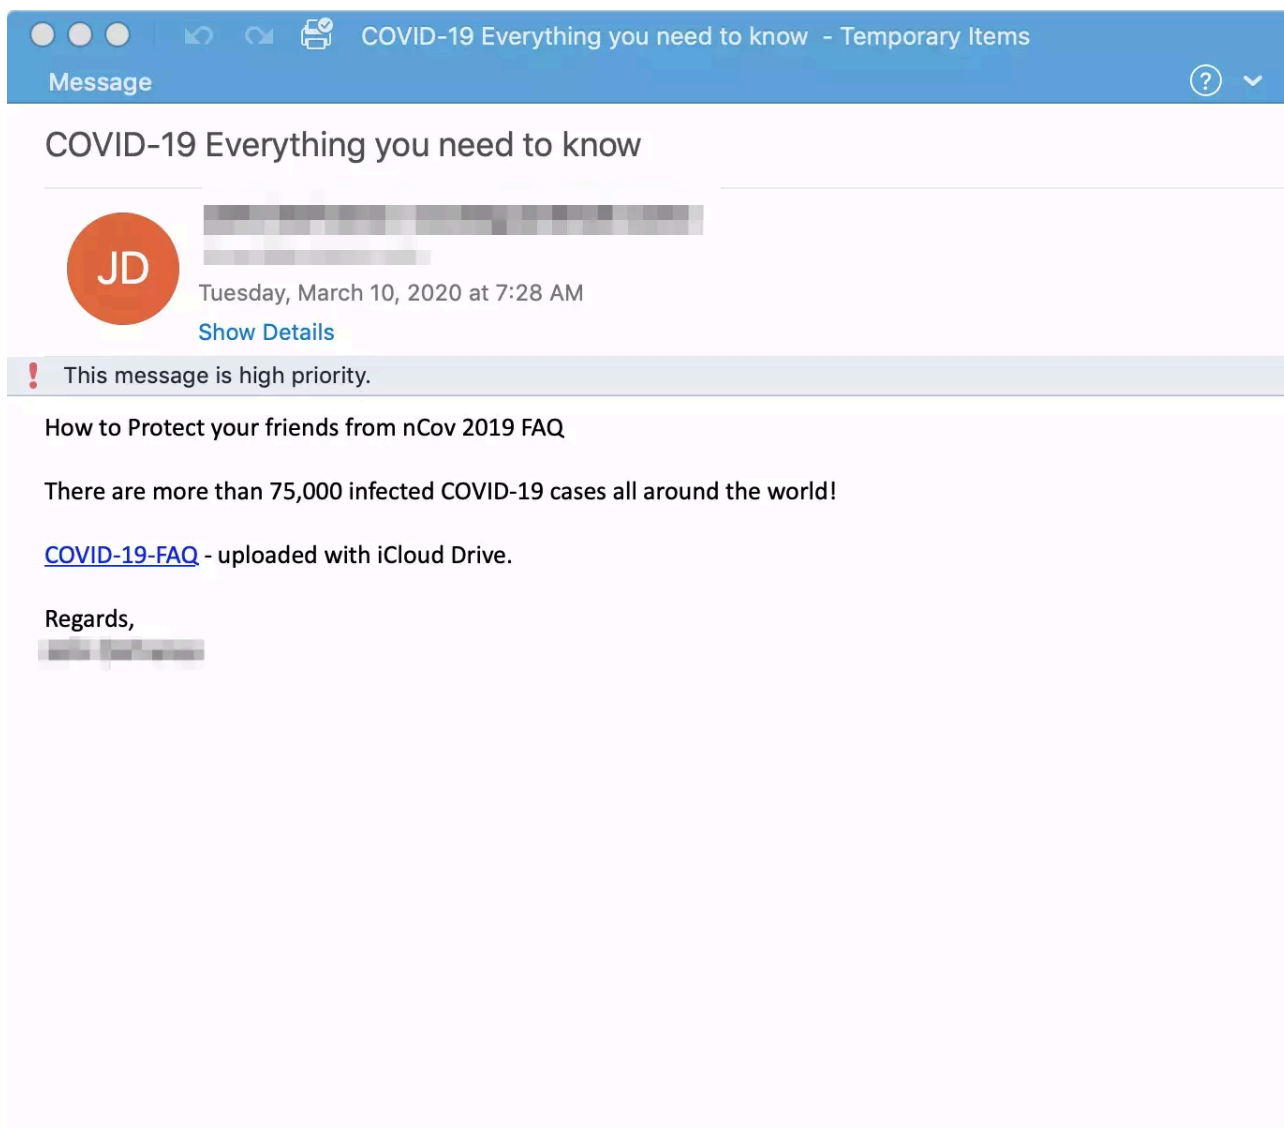 COVID-19 Everything you need to know - Temporary Items
Message
?
COVID-19 Everything you need to know
JD
Tuesday, March 10, 2020 at 7:28 AM
Show Details
! This message is high priority.
How to Protect your friends from nCov 2019 FAQ
There are more than 75,000 infected COVID-19 cases all around the world!
COVID-19-FAQ - uploaded with iCloud Drive.
Regards,